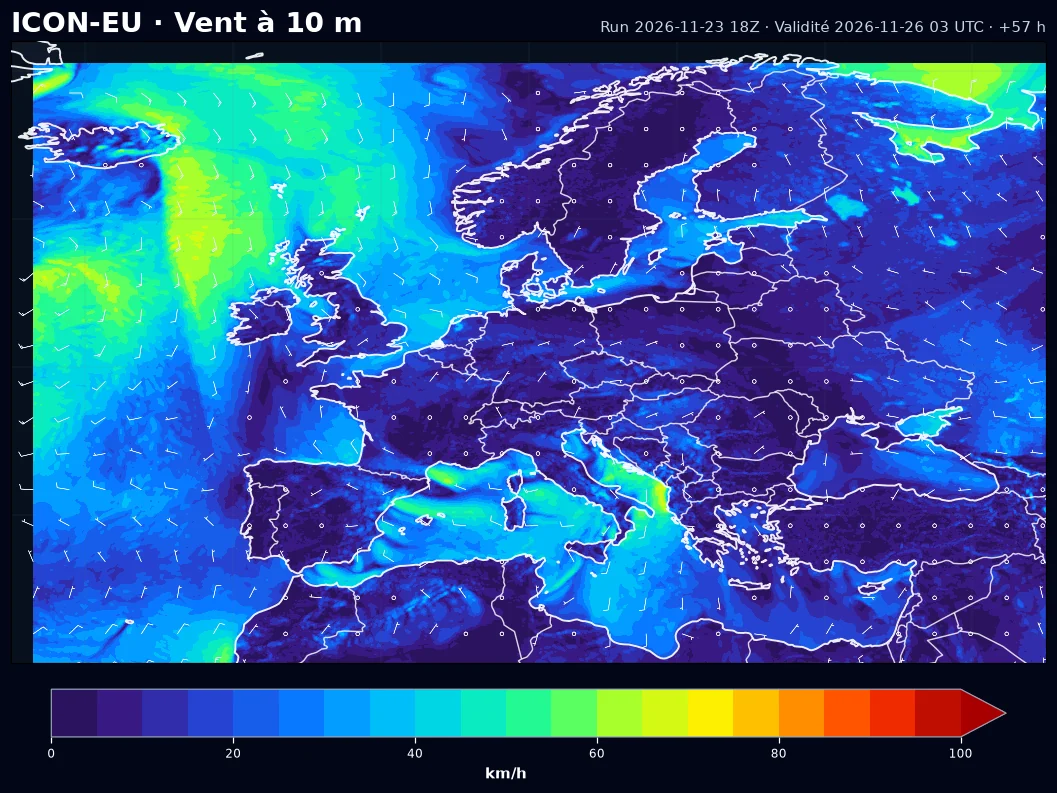 ICON-EU · Vent à 10 m
Run 2026-11-23 18Z · Validité 2026-11-26 03 UTC · +57 h
0 20 40 60 80 100
km/h